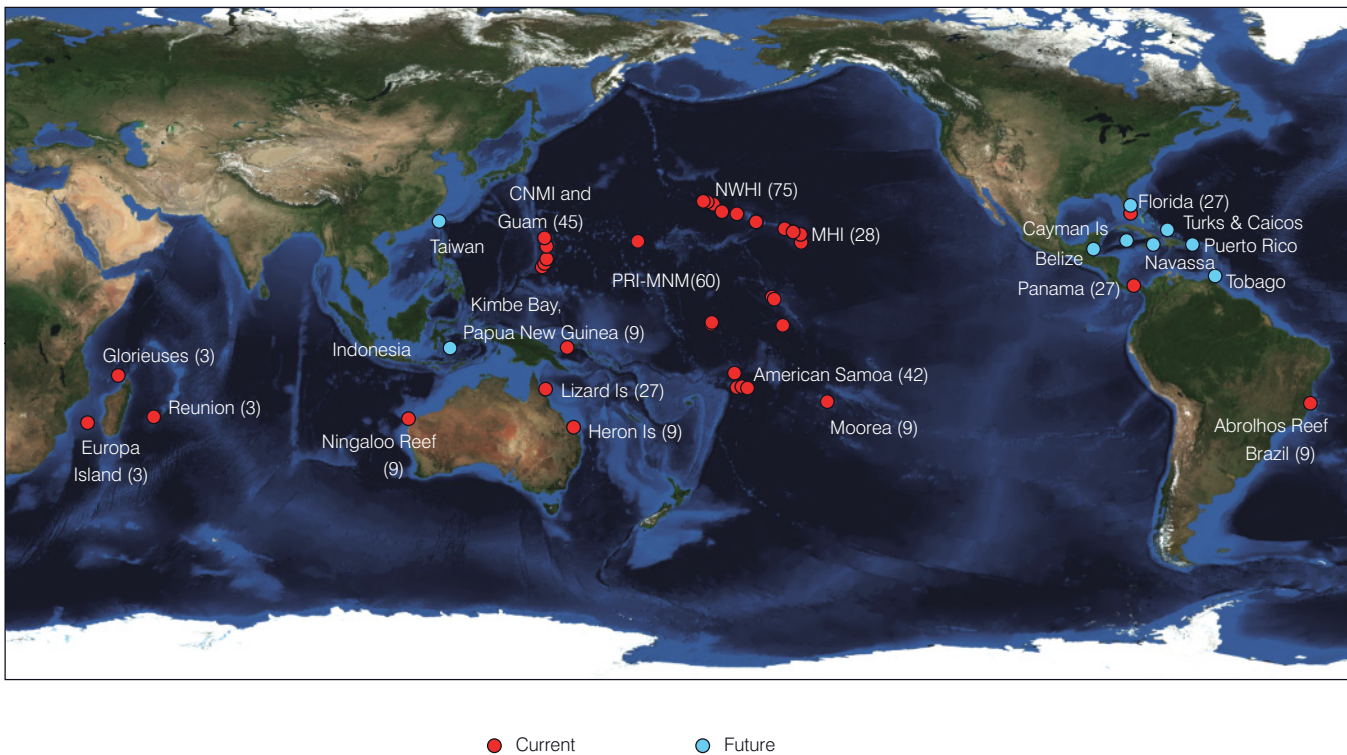 CNMI and
Guam (45)
NWHI (75)
MHI (28)
Florida (27)
Turks & Caicos
Cayman Is
Puerto Rico
Belize
Navassa
Taiwan
PRI-MNM(60)
Panama (27)
Tobago
Kimbe Bay,
Papua New Guinea (9)
Indonesia
Glorieuses (3)
American Samoa (42)
Lizard Is (27)
Reunion (3)
Moorea (9)
Heron Is (9)
Abrolhos Reef
Brazil (9)
Ningaloo Reef
(9)
Europa
Island (3)
Current
Future